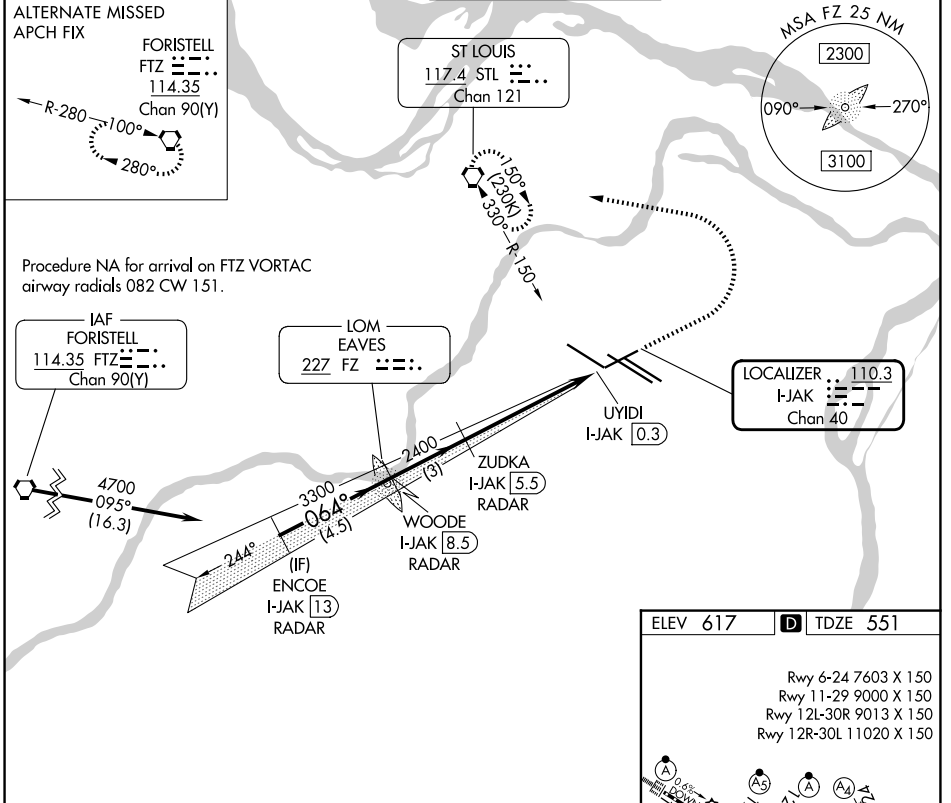 ALTERNATE MISSED
APCH FIX
FORISTELL
FTZ
114.35
Chan 90(Y)
R-280
100°
280°
ST LOUIS
117.4 STL
Chan 121
MSA FZ 25 NM
2300
090°
270°
3100
150°
(230K)
330°
R-150
Procedure NA for arrival on FTZ VORTAC
airway radials 082 CW 151.
IAF
FORISTELL
114.35 FTZ
Chan 90(Y)
LOM
EAVES
227 FZ
LOCALIZER 110.3
I-JAK
Chan 40
UYIDI
I-JAK 0.3
2400
(3)
ZUDKA
I-JAK 5.5
RADAR
4700
095°
(16.3)
3300
064°
(4.5)
WOODE
I-JAK 8.5
RADAR
244°
(IF)
ENCOE
I-JAK 13
RADAR
ELEV 617
D
TDZE 551
Rwy 6-24 7603 X 150
Rwy 11-29 9000 X 150
Rwy 12L-30R 9013 X 150
Rwy 12R-30L 11020 X 150
A
0.6%
DOWN
A5
A
A4